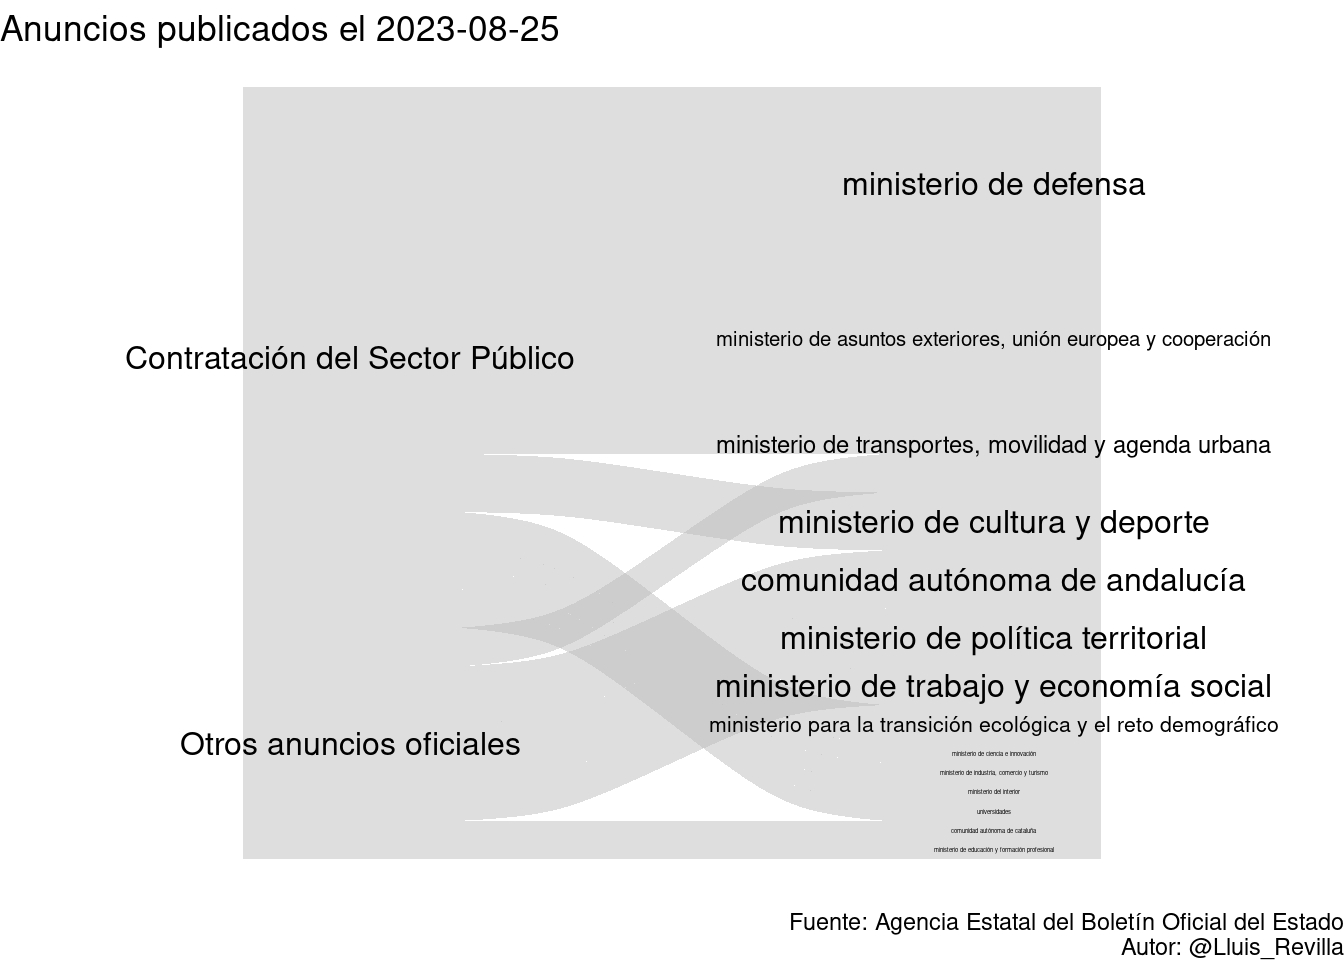 Anuncios publicados el 2023-08-25
ministerio de defensa
ministerio de asuntos exteriores, unión europea y cooperación
Contratación del Sector Público
ministerio de transportes, movilidad y agenda urbana
ministerio de cultura y deporte
comunidad autónoma de andalucía
ministerio de política territorial
ministerio de trabajo y economía social
ministerio para la transición ecológica y el reto demográfico
Otros anuncios oficiales
ministerio de ciencia e innovación
ministerio de industria, comercio y turismo
ministerio del interior
universidades
comunidad autónoma de cataluña
ministerio de educación y formación profesional
Fuente: Agencia Estatal del Boletín Oficial del Estado
Autor: @Lluis_Revilla